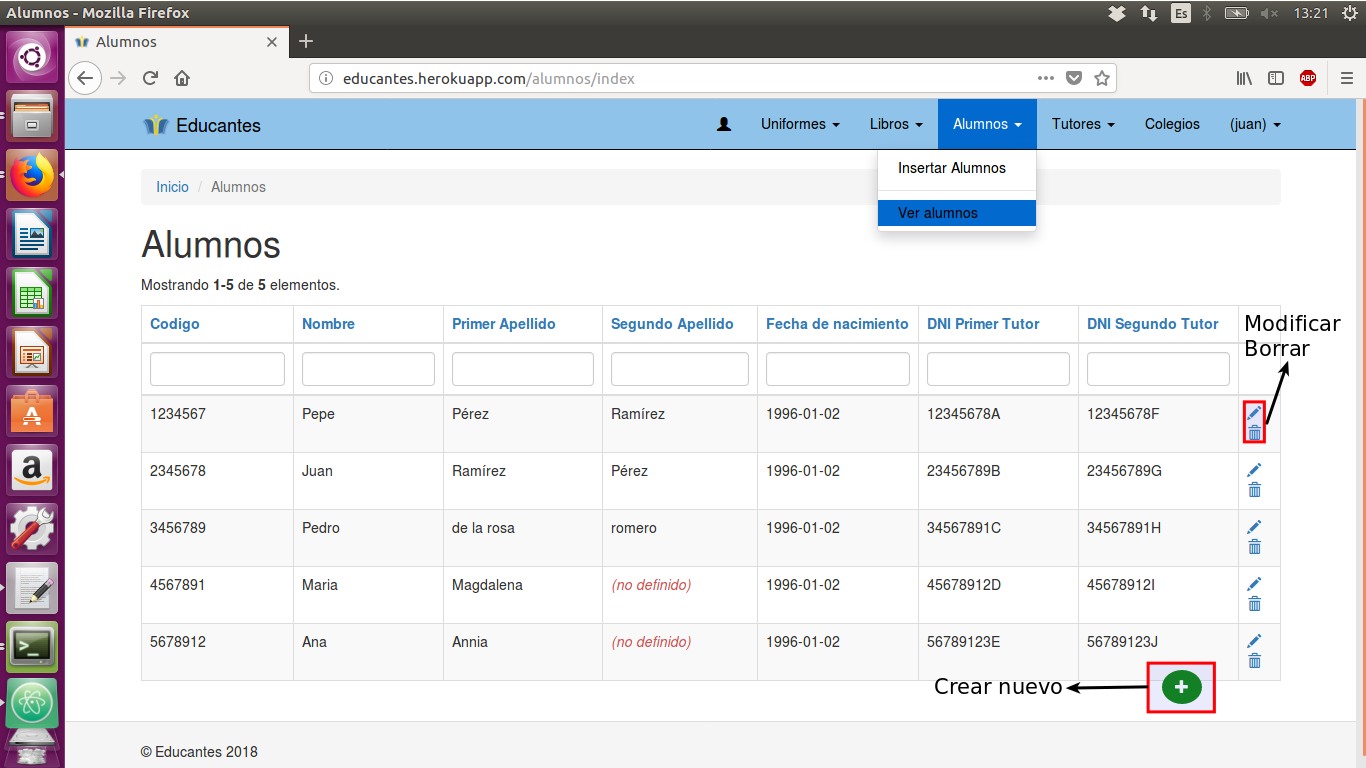 Alumnos - Mozilla Firefox
Es
13:21
Alumnos
educantes.herokuapp.com/alumnos/index
ABP
Educantes
Uniformes
Libros
Alumnos
Tutores
Colegios
(juan)
Insertar Alumnos
Ver alumnos
Inicio / Alumnos
Alumnos
Mostrando 1-5 de 5 elementos.
Codigo Nombre Primer Apellido Segundo Apellido Fecha de nacimiento DNI Primer Tutor DNI Segundo Tutor
Modificar
Borrar
1234567 Pepe Pérez Ramírez 1996-01-02 12345678A 12345678F
2345678 Juan Ramírez Pérez 1996-01-02 23456789B 23456789G
3456789 Pedro de la rosa romero 1996-01-02 34567891C 34567891H
4567891 Maria Magdalena (no definido) 1996-01-02 45678912D 45678912I
5678912 Ana Annia (no definido) 1996-01-02 56789123E 56789123J
Crear nuevo
© Educantes 2018